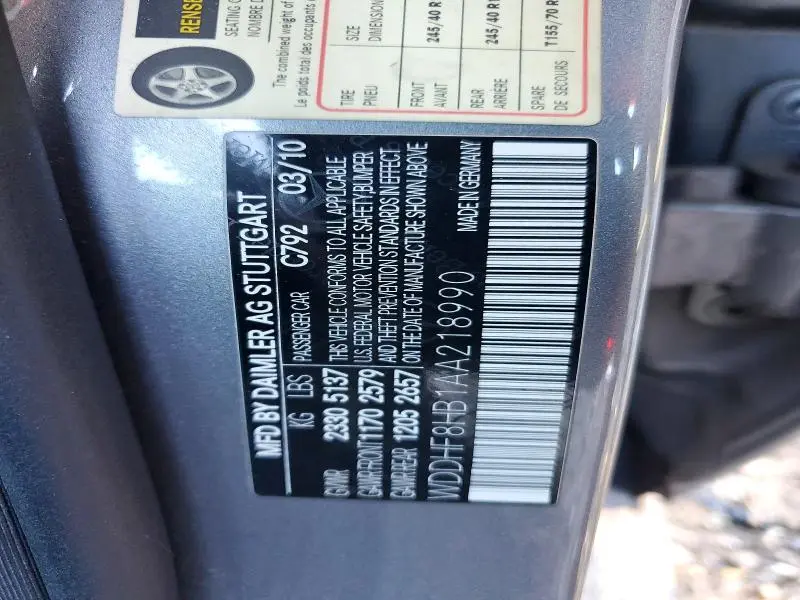 RENSE
SEATING
NOMBRE D
The combined weight of
Le poids total des occupants
TIRE SIZE
PNEU DIMENSION
FRONT 245/40 R
AVANT
REAR 245/40 R1
ARRIÈRE
SPARE T155/70 R
DE SECOURS
MFD BY DAIMLER AG STUTTGART
KG LBS PASSENGER CAR C792 03/10
GVWR 2330 5137 THIS VEHICLE CONFORMS TO ALL APPLICABLE
GAWR FRONT 1170 2579 U.S. FEDERAL MOTOR VEHICLE SAFETY, BUMPER
GAWR REAR 1205 2657 AND THEFT PREVENTION STANDARDS IN EFFECT
ON THE DATE OF MANUFACTURE SHOWN ABOVE
WDDHF8HB1AA218990 MADE IN GERMANY